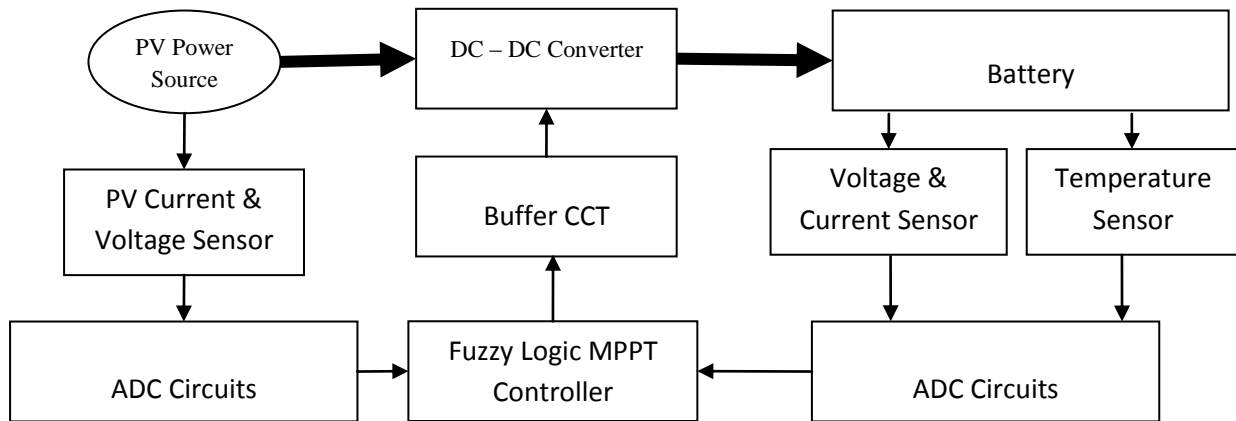 PV Power
Source
DC – DC Converter
Battery
PV Current &
Voltage Sensor
Buffer CCT
Voltage &
Current Sensor
Temperature
Sensor
ADC Circuits
Fuzzy Logic MPPT
Controller
ADC Circuits